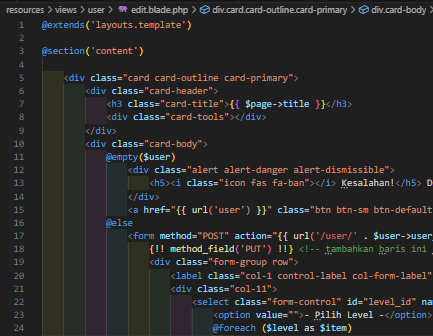 resources > views > user > edit.blade.php > div.card.card-outline.card-primary > div.card-body
1 @extends('layouts.template')
2
3 @section('content')
4
5 <div class="card card-outline card-primary">
6 <div class="card-header">
7 <h3 class="card-title">{{ $page->title }}</h3>
8 <div class="card-tools"></div>
9 </div>
10 <div class="card-body">
11 @empty($user)
12 <div class="alert alert-danger alert-dismissible">
13 <h5><i class="icon fas fa-ban"></i> Kesalahan!</h5> D
14 </div>
15 <a href="{{ url('user') }}" class="btn btn-sm btn-default
16 @else
17 <form method="POST" action="{{ url('/user/' . $user->user
18 {!! method_field('PUT') !!} <!-- tambahkan baris ini
19 <div class="form-group row">
20 <label class="col-1 control-label col-form-label"
21 <div class="col-11">
22 <select class="form-control" id="level_id" na
23 <option value="">- Pilih Level -</option>
24 @foreach ($level as $item)